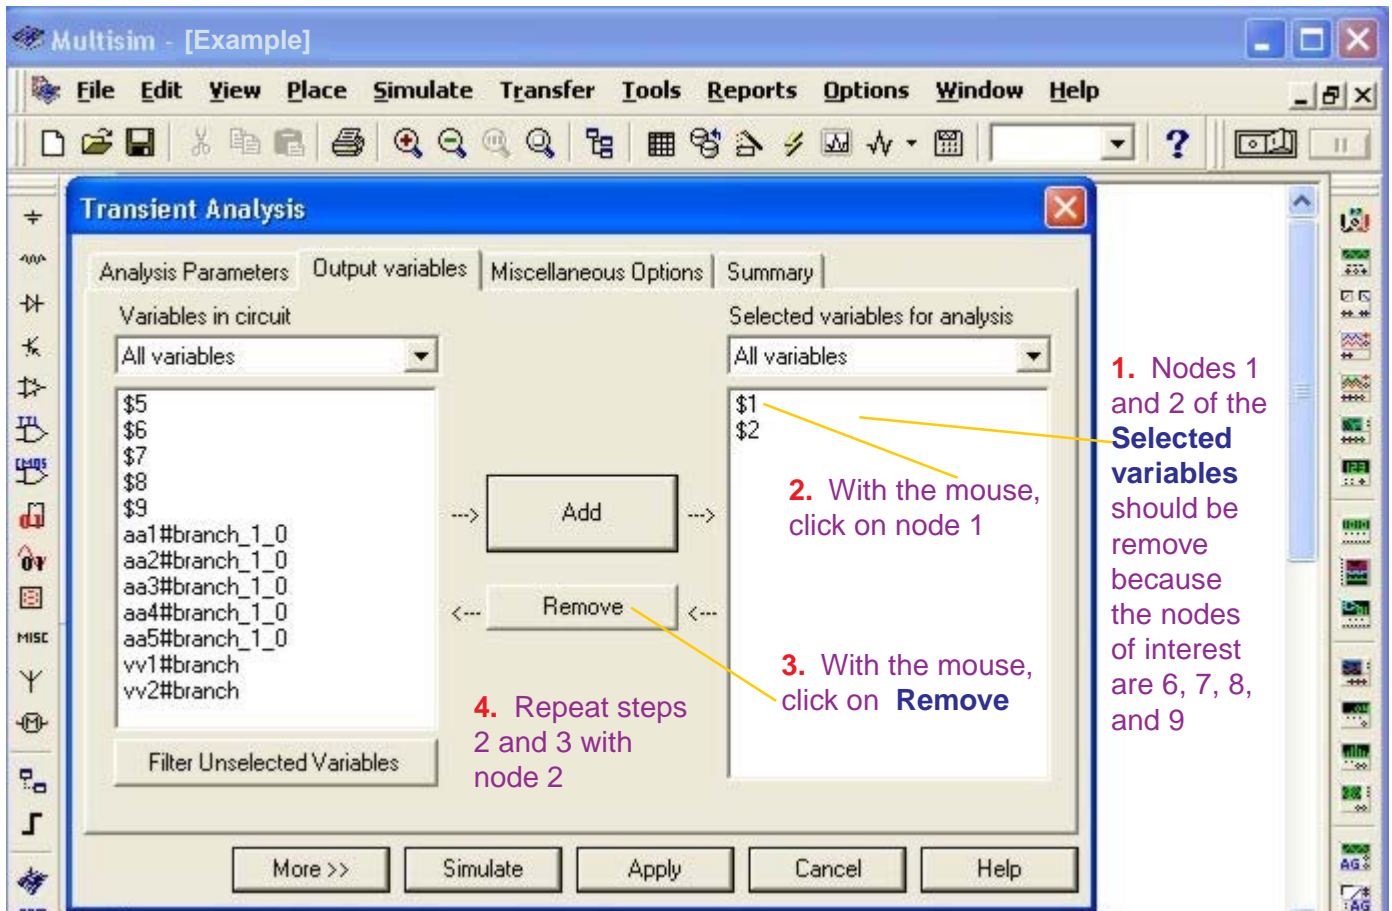 Multisim - [Example]
File Edit View Place Simulate Transfer Tools Reports Options Window Help
?
Transient Analysis
Analysis Parameters Output variables Miscellaneous Options Summary
Variables in circuit
All variables
$5
$6
$7
$8
$9
aa1#branch_1_0
aa2#branch_1_0
aa3#branch_1_0
aa4#branch_1_0
aa5#branch_1_0
vv1#branch
vv2#branch
Filter Unselected Variables
---> Add --->
<--- Remove <---
Selected variables for analysis
All variables
$1
$2
1. Nodes 1
and 2 of the
Selected
variables
should be
remove
because
the nodes
of interest
are 6, 7, 8,
and 9
2. With the mouse,
click on node 1
3. With the mouse,
click on Remove
4. Repeat steps
2 and 3 with
node 2
More >> Simulate Apply Cancel Help
TTL
CMOS
MISC
M
AG
AG